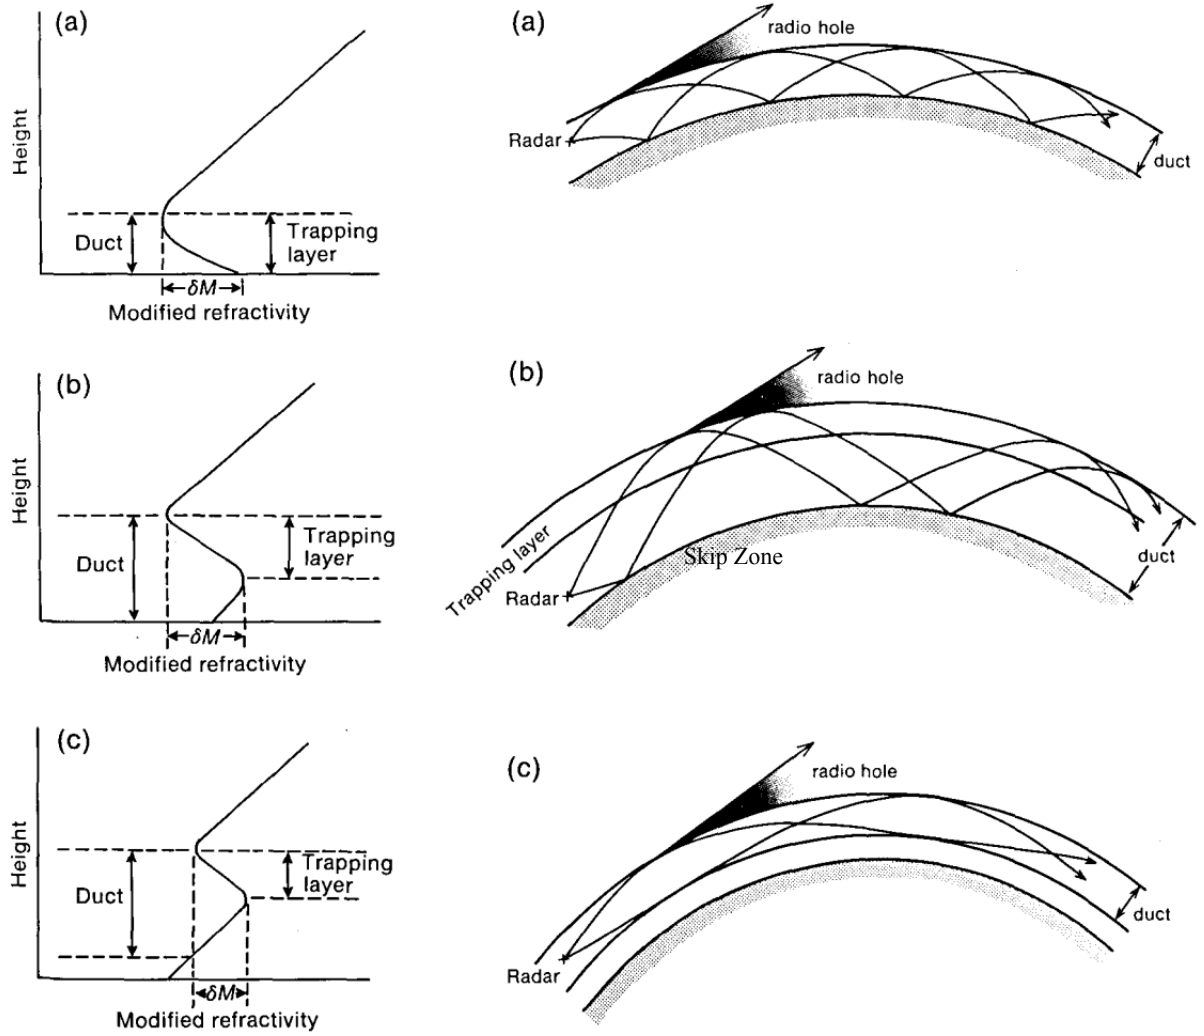 (a)
Height
Duct
Trapping
layer
δM
Modified refractivity
(a)
radio hole
Radar
duct
(b)
Height
Duct
Trapping
layer
δM
Modified refractivity
(b)
radio hole
Trapping layer
Skip Zone
Radar
duct
(c)
Height
Duct
Trapping
layer
δM
Modified refractivity
(c)
radio hole
Radar
duct